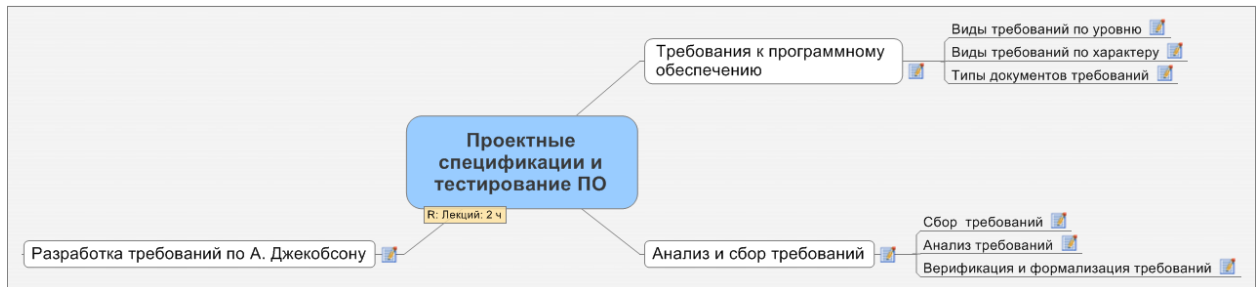 Виды требований по уровню
Требования к программному
обеспечению
Виды требований по характеру
Типы документов требований
Проектные
спецификации и
тестирование ПО
R: Лекций: 2 ч
Разработка требований по А. Джекобсону
Анализ и сбор требований
Сбор требований
Анализ требований
Верификация и формализация требований